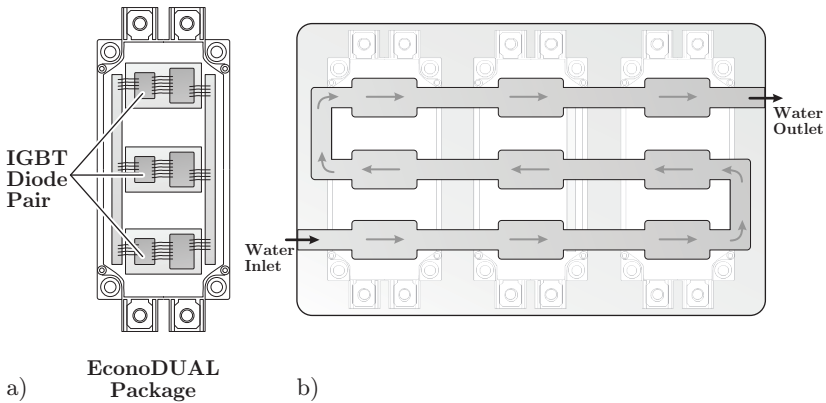 IGBT
Diode
Pair
EconoDUAL
Package
a)
Water
Inlet
Water
Outlet
b)